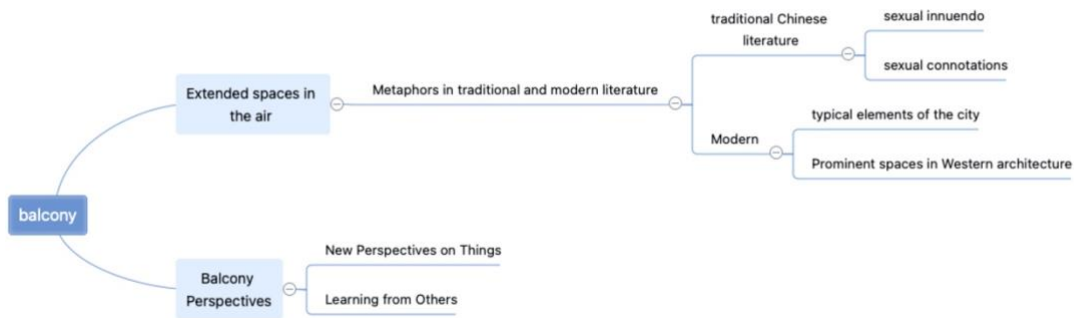 balcony
Extended spaces in
the air
Metaphors in traditional and modern literature
traditional Chinese
literature
sexual innuendo
sexual connotations
Modern
typical elements of the city
Prominent spaces in Western architecture
Balcony
Perspectives
New Perspectives on Things
Learning from Others